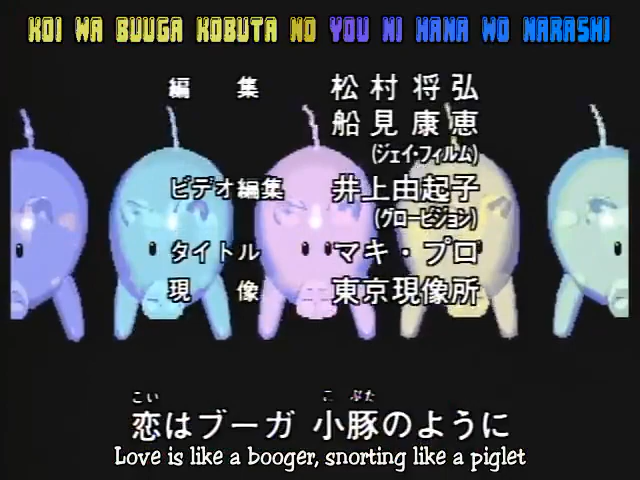 KOI WA BUUGA KOBUTA NO YOU NI HANA WO NARASHI
編 集 松村将弘
船見康恵
(ジェイ・フィルム)
ビデオ編集 井上由起子
(グロービジョン)
タイトル マキ・プロ
現 像 東京現像所
こい こ ぶた
恋はブーガ 小豚のように
Love is like a booger, snorting like a piglet